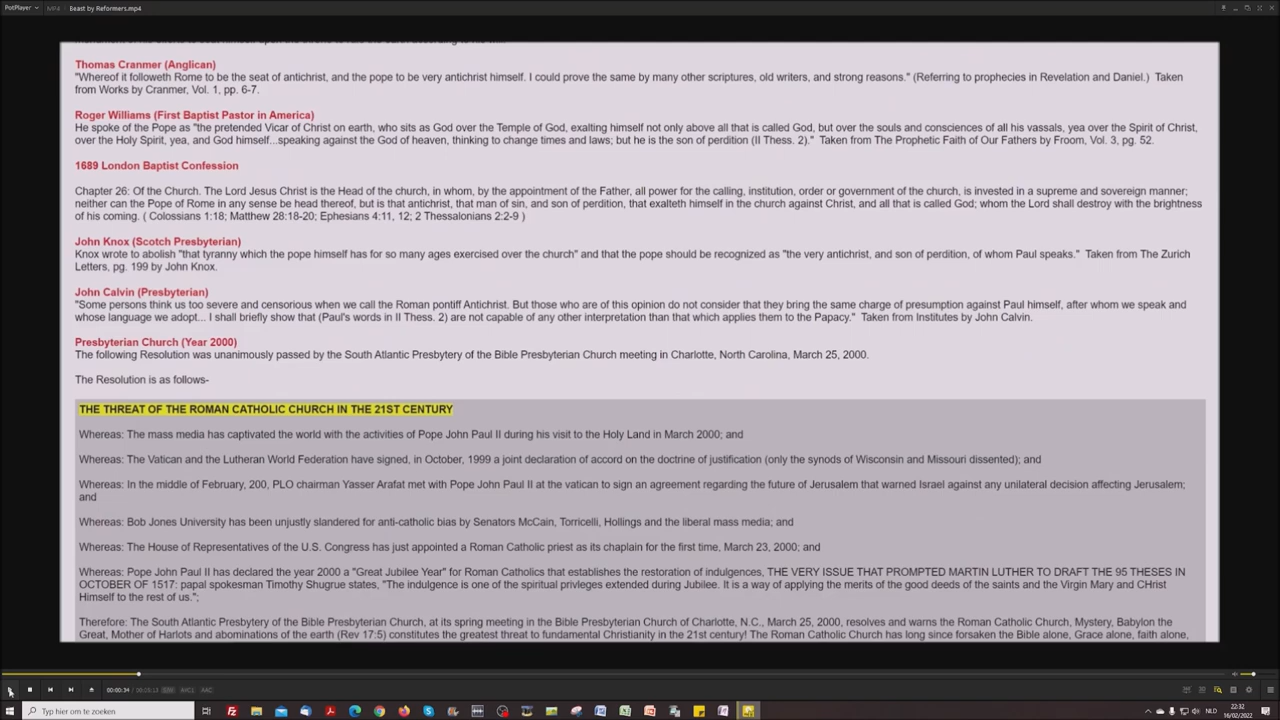 PotPlayer
MP4
Beast by Reformers.mp4
Thomas Cranmer (Anglican)
"Whereof it followeth Rome to be the seat of antichrist, and the pope to be very antichrist himself. I could prove the same by many other scriptures, old writers, and strong reasons." (Referring to prophecies in Revelation and Daniel.) Taken
from Works by Cranmer, Vol. 1, pp. 6-7.
Roger Williams (First Baptist Pastor in America)
He spoke of the Pope as "the pretended Vicar of Christ on earth, who sits as God over the Temple of God, exalting himself not only above all that is called God, but over the souls and consciences of all his vassals, yea over the Spirit of Christ,
over the Holy Spirit, yea, and God himself...speaking against the God of heaven, thinking to change times and laws; but he is the son of perdition (II Thess. 2)." Taken from The Prophetic Faith of Our Fathers by Froom, Vol. 3, pg. 52.
1689 London Baptist Confession
Chapter 26: Of the Church. The Lord Jesus Christ is the Head of the church, in whom, by the appointment of the Father, all power for the calling, institution, order or government of the church, is invested in a supreme and sovereign manner;
neither can the Pope of Rome in any sense be head thereof, but is that antichrist, that man of sin, and son of perdition, that exalteth himself in the church against Christ, and all that is called God; whom the Lord shall destroy with the brightness
of his coming. ( Colossians 1:18; Matthew 28:18-20; Ephesians 4:11, 12; 2 Thessalonians 2:2-9 )
John Knox (Scotch Presbyterian)
Knox wrote to abolish "that tyranny which the pope himself has for so many ages exercised over the church" and that the pope should be recognized as "the very antichrist, and son of perdition, of whom Paul speaks." Taken from The Zurich
Letters, pg. 199 by John Knox.
John Calvin (Presbyterian)
"Some persons think us too severe and censorious when we call the Roman pontiff Antichrist. But those who are of this opinion do not consider that they bring the same charge of presumption against Paul himself, after whom we speak and
whose language we adopt... I shall briefly show that (Paul's words in II Thess. 2) are not capable of any other interpretation than that which applies them to the Papacy." Taken from Institutes by John Calvin.
Presbyterian Church (Year 2000)
The following Resolution was unanimously passed by the South Atlantic Presbytery of the Bible Presbyterian Church meeting in Charlotte, North Carolina, March 25, 2000.
The Resolution is as follows-
THE THREAT OF THE ROMAN CATHOLIC CHURCH IN THE 21ST CENTURY
Whereas: The mass media has captivated the world with the activities of Pope John Paul II during his visit to the Holy Land in March 2000; and
Whereas: The Vatican and the Lutheran World Federation have signed, in October, 1999 a joint declaration of accord on the doctrine of justification (only the synods of Wisconsin and Missouri dissented); and
Whereas: In the middle of February, 200, PLO chairman Yasser Arafat met with Pope John Paul II at the vatican to sign an agreement regarding the future of Jerusalem that warned Israel against any unilateral decision affecting Jerusalem;
and
Whereas: Bob Jones University has been unjustly slandered for anti-catholic bias by Senators McCain, Torricelli, Hollings and the liberal mass media; and
Whereas: The House of Representatives of the U.S. Congress has just appointed a Roman Catholic priest as its chaplain for the first time, March 23, 2000; and
Whereas: Pope John Paul II has declared the year 2000 a "Great Jubilee Year" for Roman Catholics that establishes the restoration of indulgences, THE VERY ISSUE THAT PROMPTED MARTIN LUTHER TO DRAFT THE 95 THESES IN
OCTOBER OF 1517: papal spokesman Timothy Shugrue states, "The indulgence is one of the spiritual privleges extended during Jubilee. It is a way of applying the merits of the good deeds of the saints and the Virgin Mary and CHrist
Himself to the rest of us.";
Therefore: The South Atlantic Presbytery of the Bible Presbyterian Church, at its spring meeting in the Bible Presbyterian Church of Charlotte, N.C., March 25, 2000, resolves and warns the Roman Catholic Church, Mystery, Babylon the
Great, Mother of Harlots and abominations of the earth (Rev 17:5) constitutes the greatest threat to fundamental Christianity in the 21st century! The Roman Catholic Church has long since forsaken the Bible alone, Grace alone, faith alone,
00:00:34
AVC1 AAC
Typ hier om te zoeken
22:32
16/02/2022